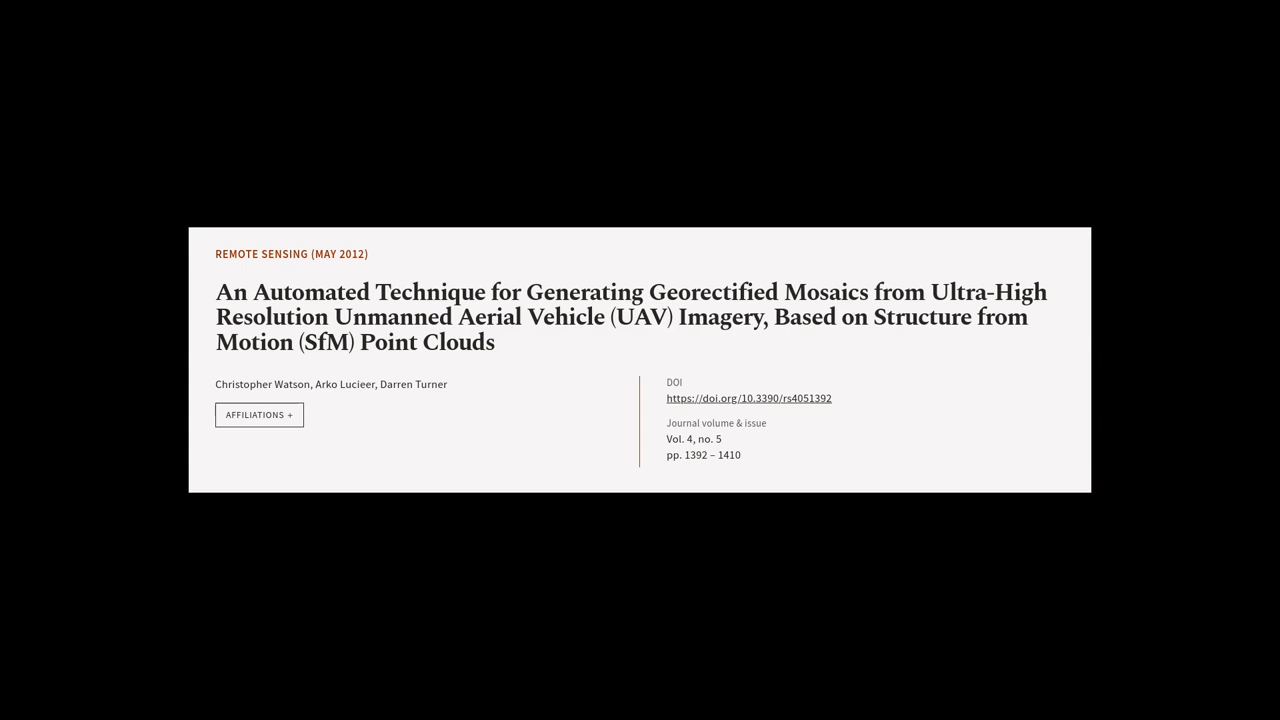 REMOTE SENSING (MAY 2012)
An Automated Technique for Generating Georectified Mosaics from Ultra-High
Resolution Unmanned Aerial Vehicle (UAV) Imagery, Based on Structure from
Motion (SfM) Point Clouds
Christopher Watson, Arko Lucieer, Darren Turner
AFFILIATIONS +
DOI
https://doi.org/10.3390/rs4051392
Journal volume & issue
Vol. 4, no. 5
pp. 1392 – 1410